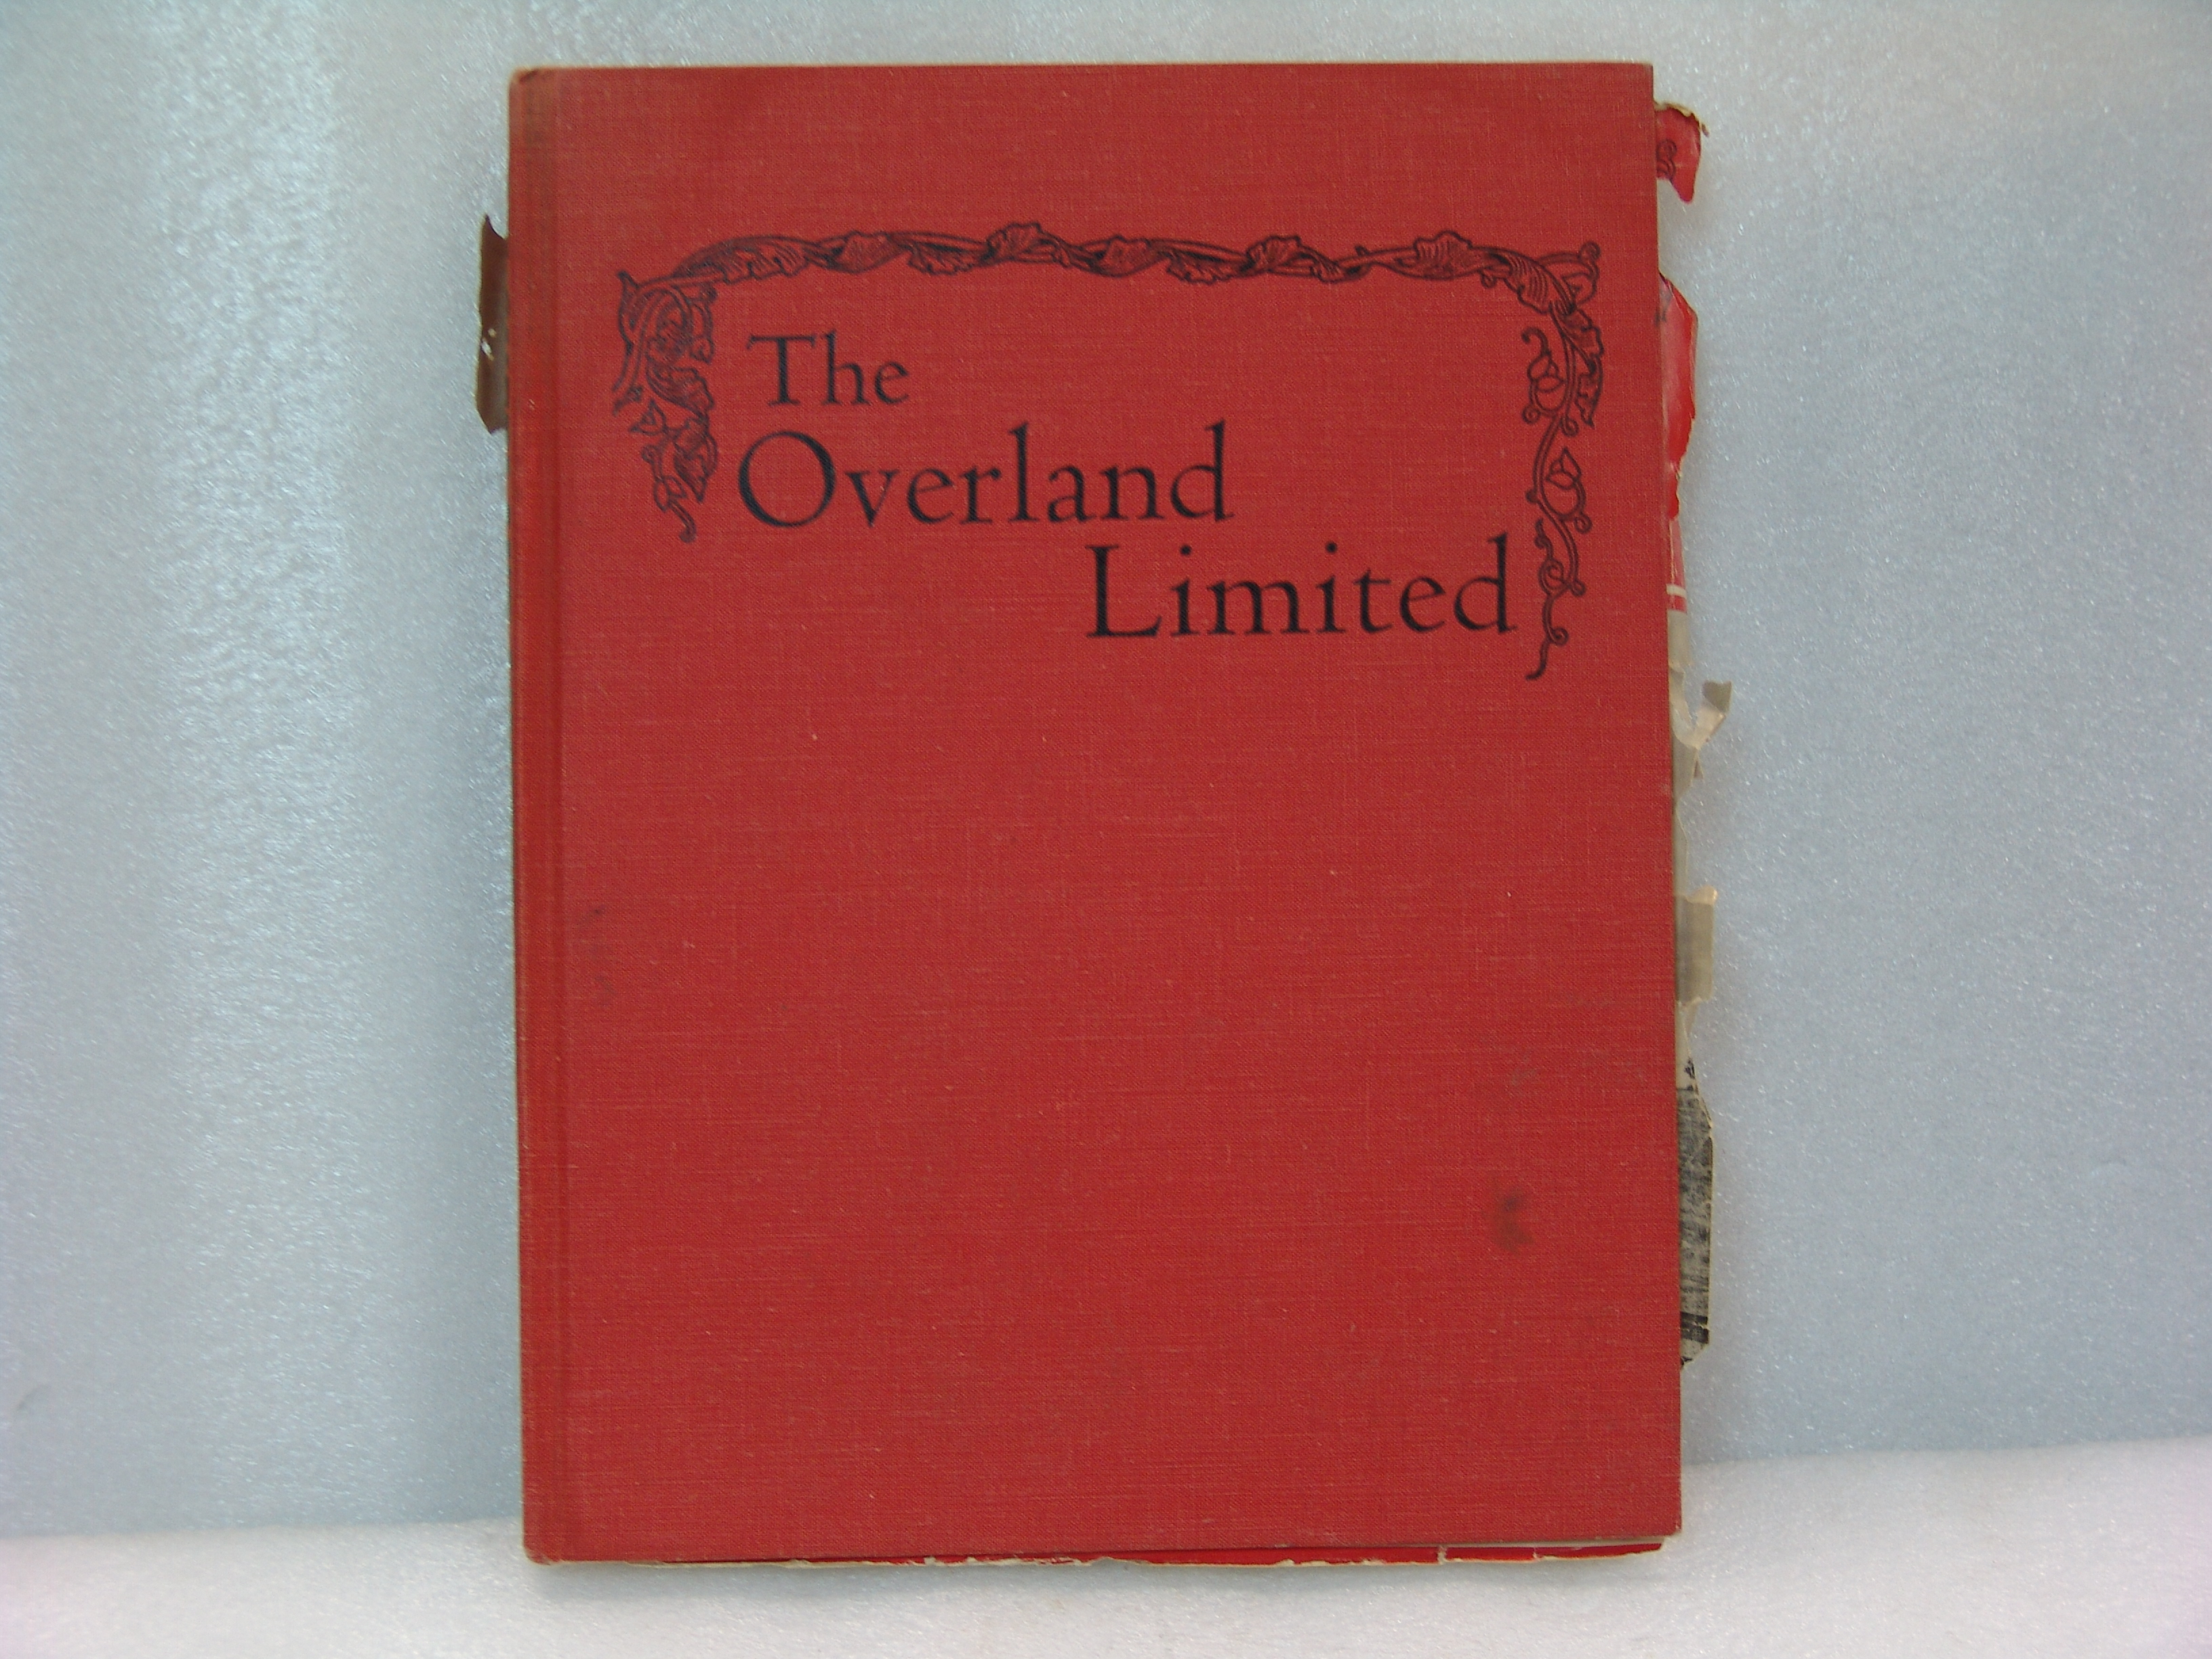 The
Overland
Limited